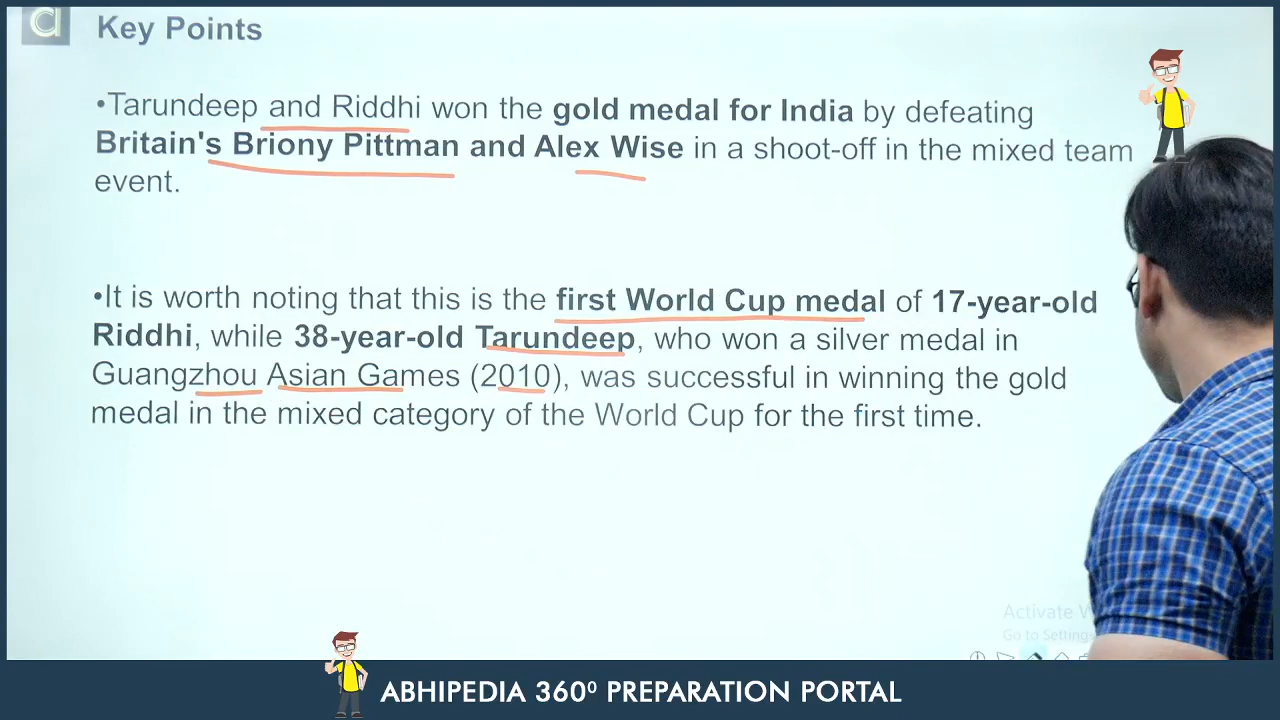 a
Key Points
•Tarundeep and Riddhi won the gold medal for India by defeating
Britain's Briony Pittman and Alex Wise in a shoot-off in the mixed team
event.
•It is worth noting that this is the first World Cup medal of 17-year-old
Riddhi, while 38-year-old Tarundeep, who won a silver medal in
Guangzhou Asian Games (2010), was successful in winning the gold
medal in the mixed category of the World Cup for the first time.
Activate
Go to Settings
ABHIPEDIA 360⁰ PREPARATION PORTAL